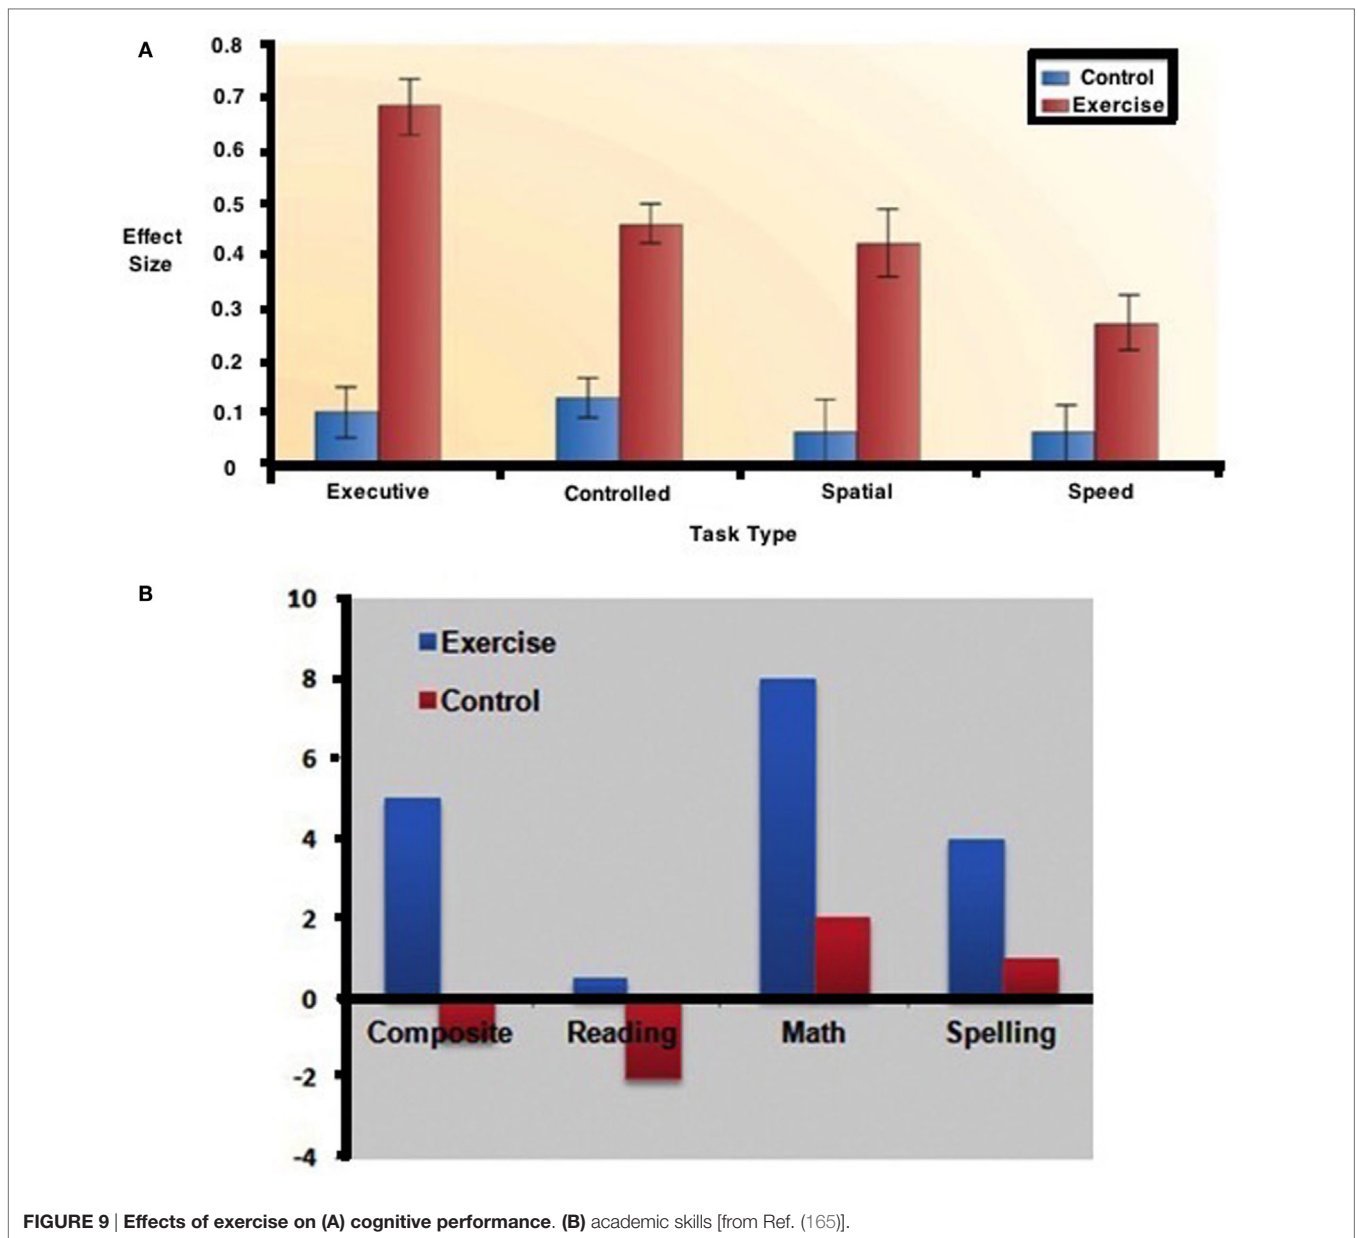 A
0.8
0.7
0.6
0.5
0.4
0.3
0.2
0.1
0
Effect
Size
Control
Exercise
Executive
Controlled
Spatial
Speed
Task Type
B
10
8
6
4
2
0
-2
-4
Exercise
Control
Composite
Reading
Math
Spelling
FIGURE 9 | Effects of exercise on (A) cognitive performance. (B) academic skills [from Ref. (165)].